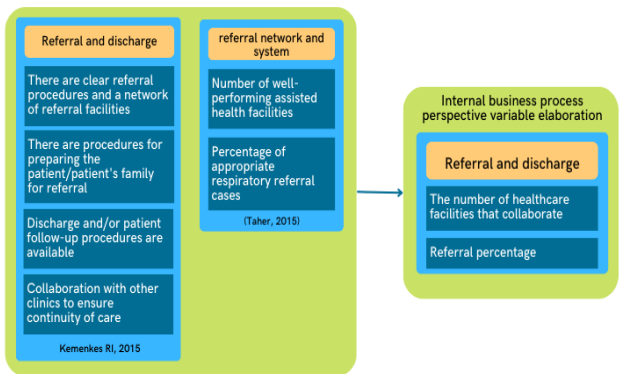 Referral and discharge
There are clear referral
procedures and a network
of referral facilities
There are procedures for
preparing the
patient/patient's family
for referral
Discharge and/or patient
follow-up procedures are
available
Collaboration with other
clinics to ensure
continuity of care
Kemenkes RI, 2015
referral network and
system
Number of well-
performing assisted
health facilities
Percentage of
appropriate
respiratory referral
cases
(Taher, 2015)
Internal business process
perspective variable elaboration
Referral and discharge
The number of healthcare
facilities that collaborate
Referral percentage